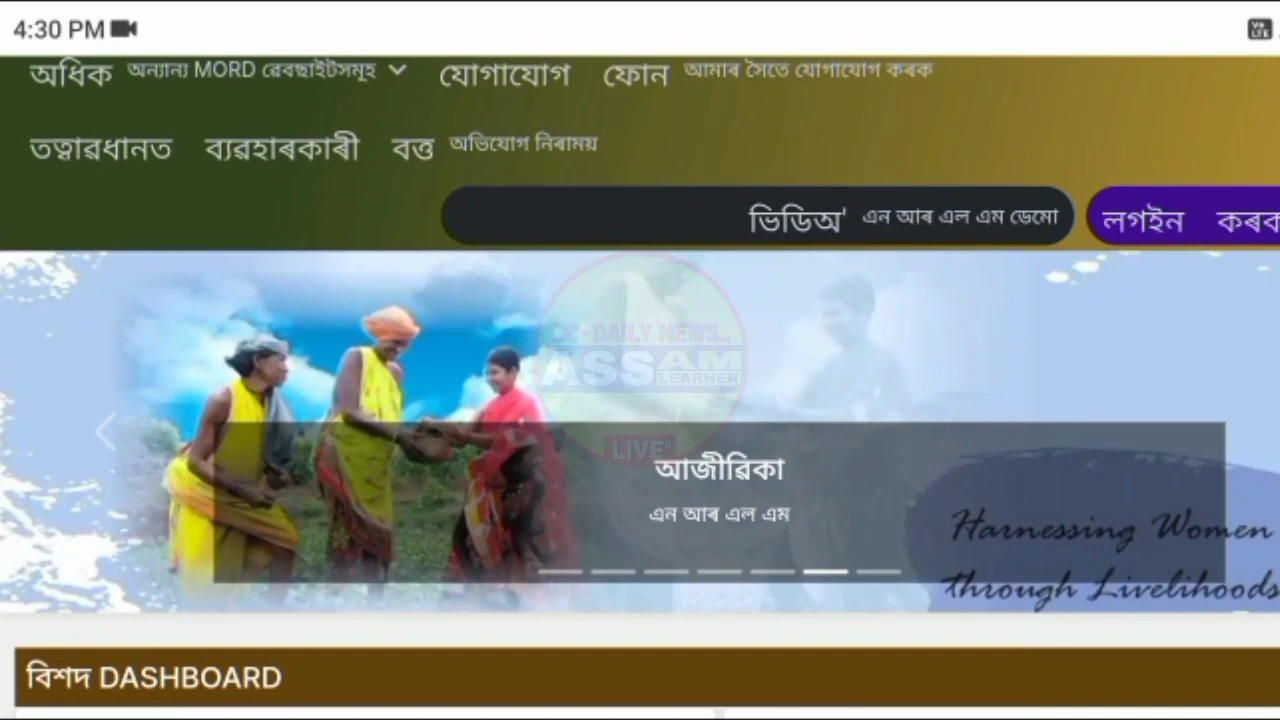 4:30 PM
Vo LTE
অধিক অন্যান্য MORD ৱেবছাইটসমূহ যোগাযোগ ফোন আমাৰ সৈতে যোগাযোগ কৰক
তত্বাৱধানত ব্যৱহাৰকাৰী বত্ত অভিযোগ নিৰাময়
ভিডিঅ' এন আৰ এল এম ডেমো লগইন কৰক
DAILY NEWS..
ASSAM
LEARNER
LIVE
আজীৱিকা
এন আৰ এল এম
Harnessing Women
through Livelihoods
বিশদ DASHBOARD